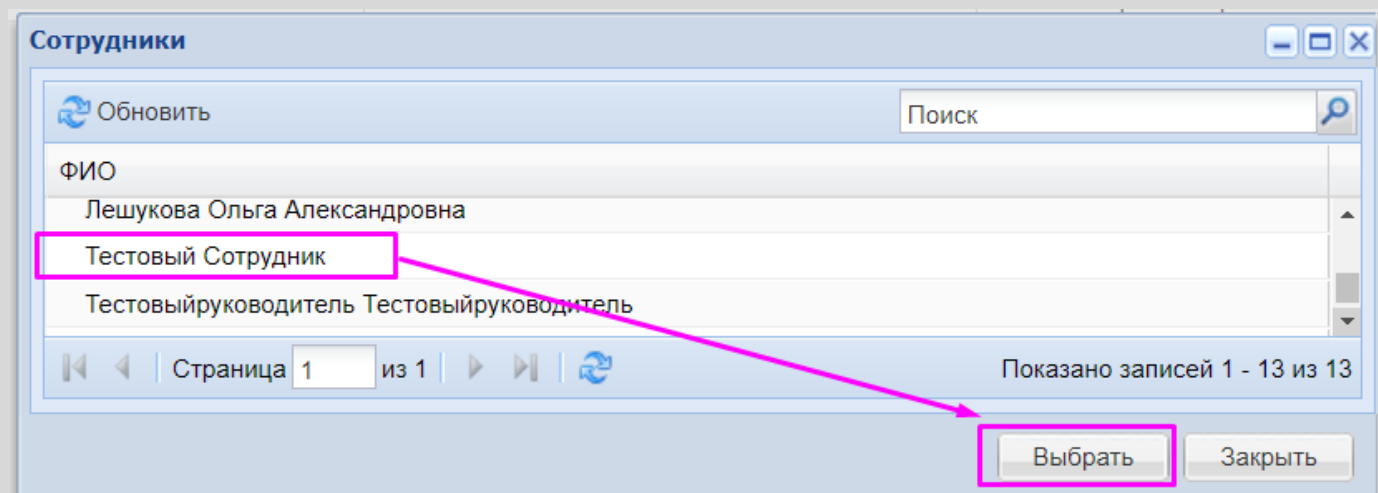 Сотрудники
Обновить
Поиск
ФИО
Лешукова Ольга Александровна
Тестовый Сотрудник
Тестовыйруководитель Тестовыйруководитель
Страница 1 из 1
Показано записей 1 - 13 из 13
Выбрать
Закрыть